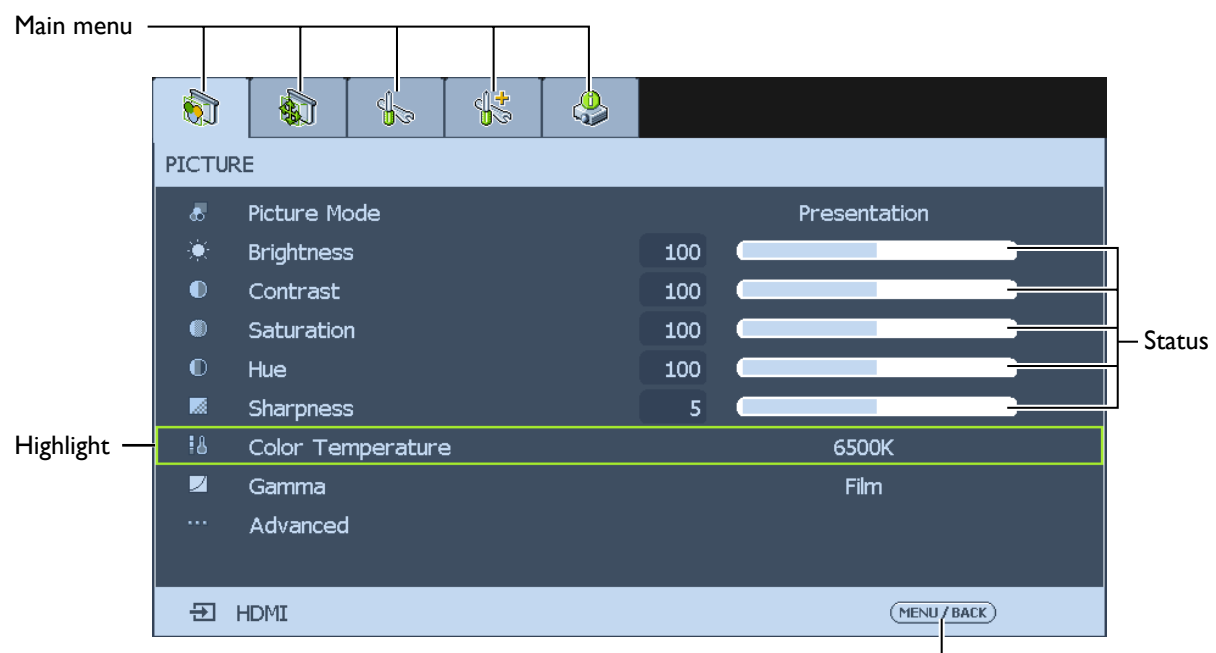 Main menu
PICTURE
Picture Mode Presentation
Brightness 100
Contrast 100
Saturation 100
Status
Hue 100
Sharpness 5
Highlight
Color Temperature 6500K
Gamma Film
Advanced
HDMI MENU / BACK